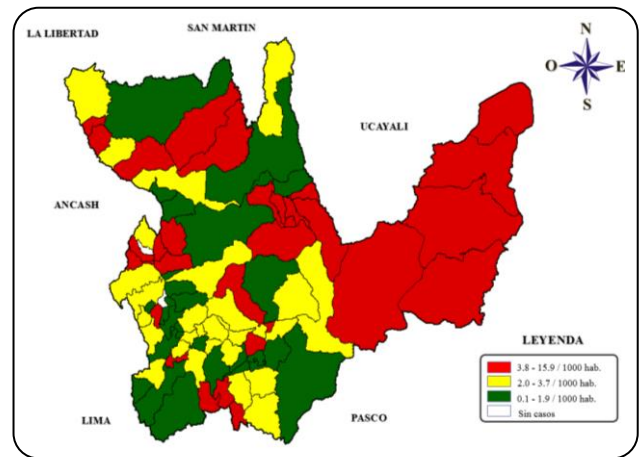 SAN MARTIN
LA LIBERTAD
N
O
E
S
UCAYALI
ANCASH
LEYENDA
3.8 - 15.9 / 1000 hab.
2.0 - 3.7 / 1000 hab.
0.1 - 1.9 / 1000 hab.
Sin casos
LIMA
PASCO